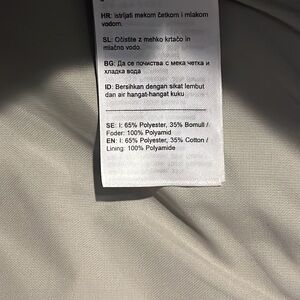 HR: Istrljati mekom četkom i mlakom
vodom.
SL: Očistite z mehko krtačo in
mlačno vodo.
BG: Да се почиства с мека четка и
хладка вода
ID: Bersihkan dengan sikat lembut
dan air hangat-hangat kuku
SE: I: 65% Polyester, 35% Bomull /
Foder: 100% Polyamid
EN: I: 65% Polyester, 35% Cotton /
Lining: 100% Polyamide